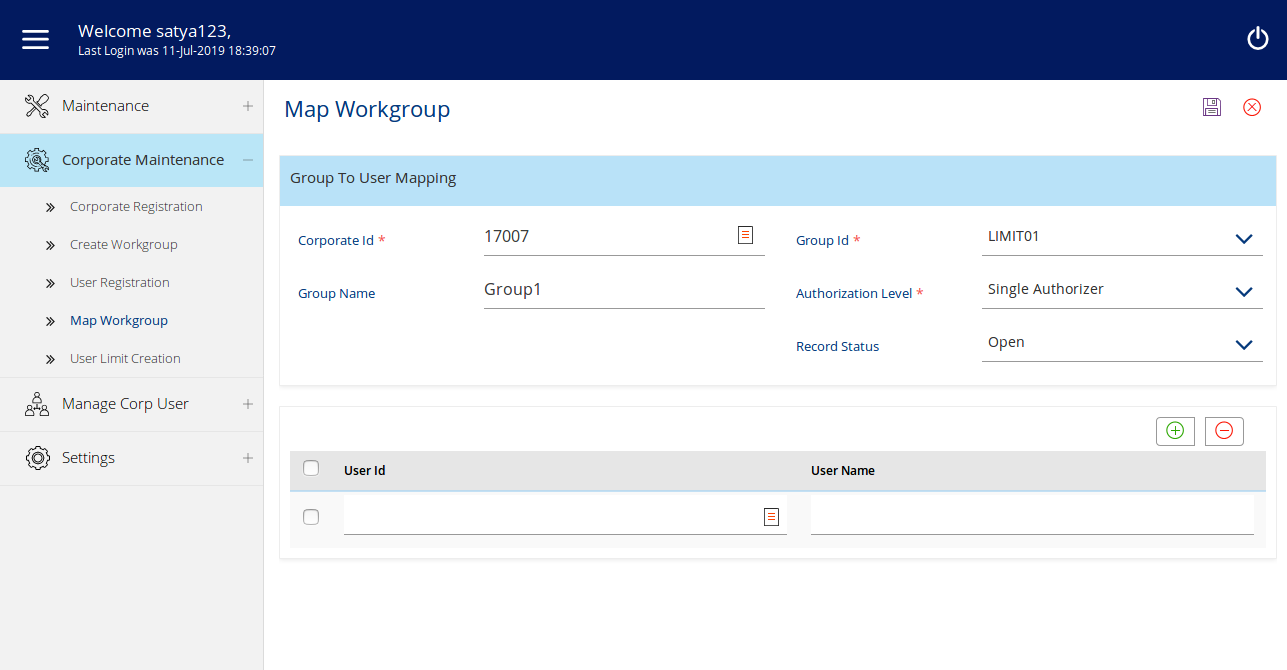 Welcome satya123,
Last Login was 11-Jul-2019 18:39:07
Maintenance
Corporate Maintenance
Corporate Registration
Create Workgroup
User Registration
Map Workgroup
User Limit Creation
Manage Corp User
Settings
Map Workgroup
Group To User Mapping
Corporate Id * 17007 Group Id * LIMIT01
Group Name Group1 Authorization Level * Single Authorizer
Record Status Open
User Id User Name